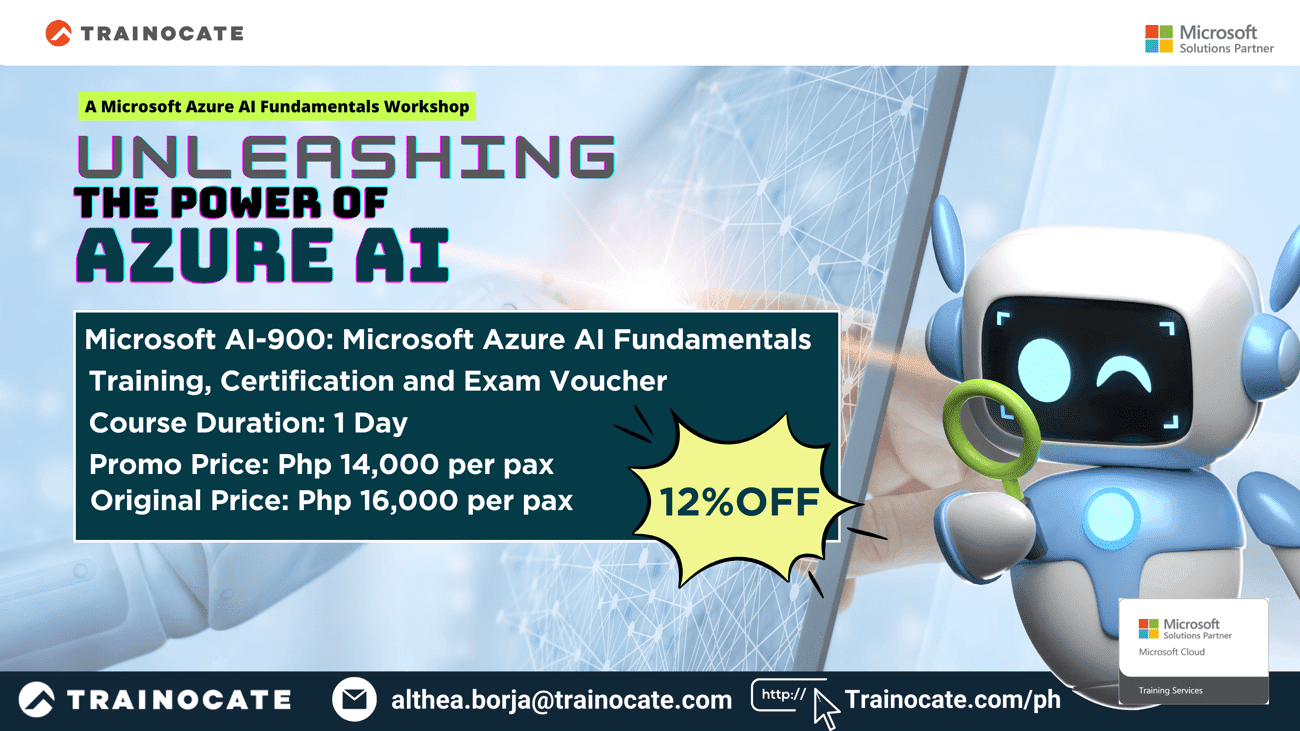 TRAINOCATE
Microsoft
Solutions Partner
A Microsoft Azure AI Fundamentals Workshop
UNLEASHING
THE POWER OF
AZURE AI
Microsoft AI-900: Microsoft Azure AI Fundamentals
Training, Certification and Exam Voucher
Course Duration: 1 Day
Promo Price: Php 14,000 per pax
Original Price: Php 16,000 per pax
12%OFF
Microsoft
Solutions Partner
Microsoft Cloud
Training Services
TRAINOCATE
althea.borja@trainocate.com
http://
Trainocate.com/ph